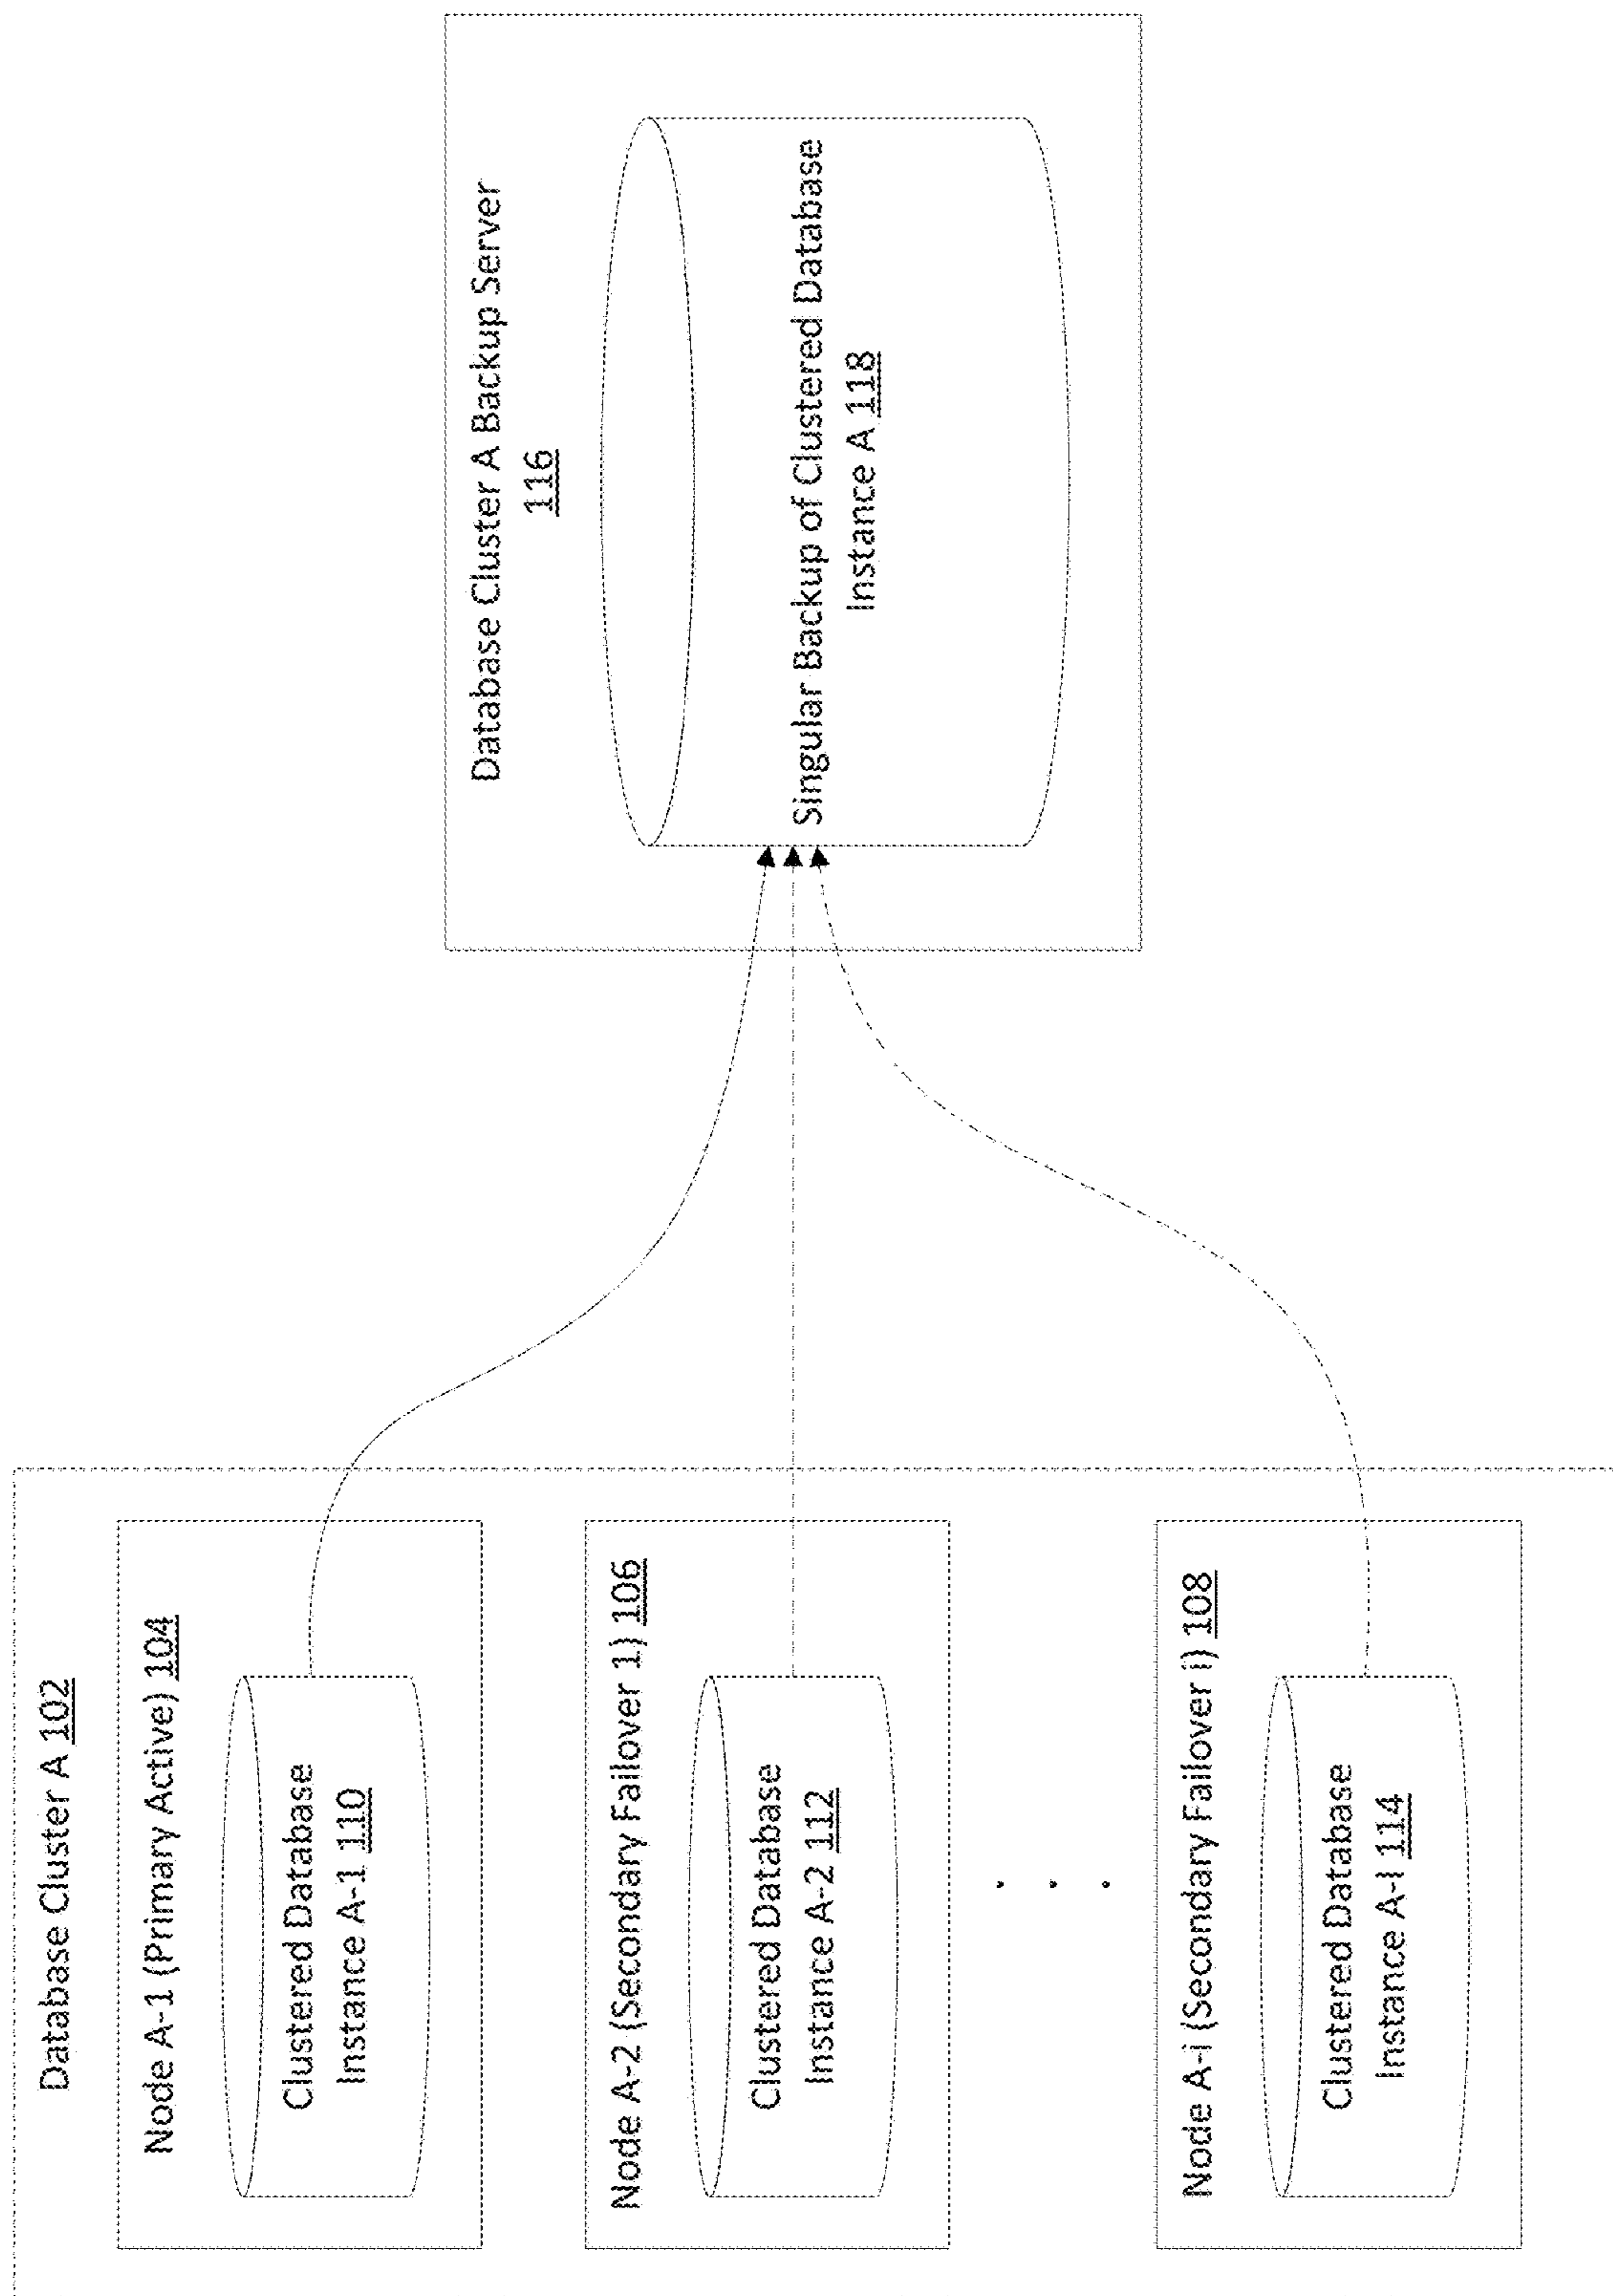 Database Cluster A 102
Node A-1 (Primary Active) 104
Clustered Database
Instance A-1 110
Node A-2 (Secondary Failover 1) 106
Clustered Database
Instance A-2 112
. . .
Node A-i (Secondary Failover i) 108
Clustered Database
Instance A-I 114
Database Cluster A Backup Server
116
Singular Backup of Clustered Database
Instance A 118